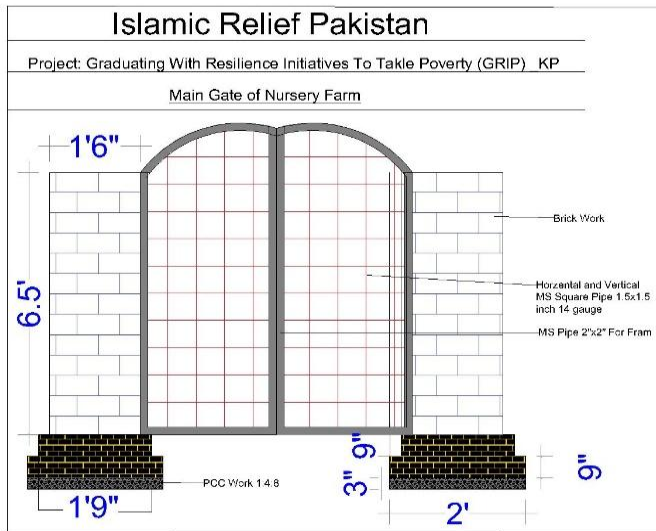 Islamic Relief Pakistan
Project: Graduating With Resilience Initiatives To Takle Poverty (GRIP)_KP
Main Gate of Nursery Farm
1'6"
6.5'
Brick Work
Horzental and Vertical
MS Square Pipe 1.5x1.5
inch 14 gauge
MS Pipe 2"x2" For Fram
9"
9"
3"
PCC Work 1.4.8
1'9"
2'